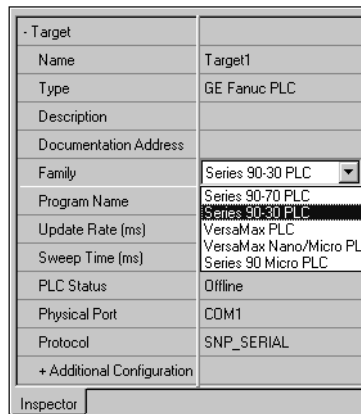 - Target
Name Target1
Type GE Fanuc PLC
Description
Documentation Address
Family Series 90-30 PLC
Program Name Series 90-70 PLC
Series 90-30 PLC
Update Rate (ms) VersaMax PLC
VersaMax Nano/Micro PL
Sweep Time (ms) Series 90 Micro PLC
PLC Status Offline
Physical Port COM1
Protocol SNP_SERIAL
+ Additional Configuration
Inspector